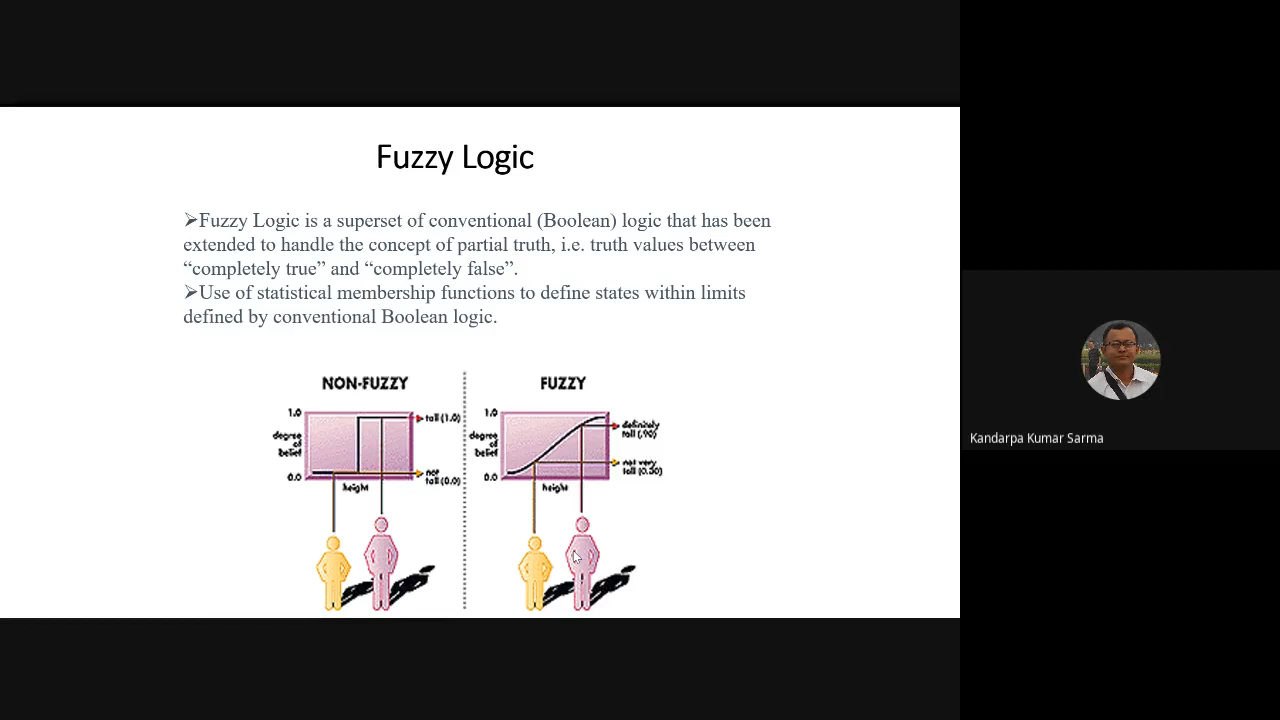 Fuzzy Logic
➢Fuzzy Logic is a superset of conventional (Boolean) logic that has been
extended to handle the concept of partial truth, i.e. truth values between
“completely true” and “completely false”.
➢Use of statistical membership functions to define states within limits
defined by conventional Boolean logic.
NON-FUZZY
1.0
degree
of
belief
0.0
height
tall (1.0)
not
tall (0.0)
FUZZY
1.0
degree
of
belief
0.0
height
definitely
tall (.90)
not very
tall (0.30)
Kandarpa Kumar Sarma